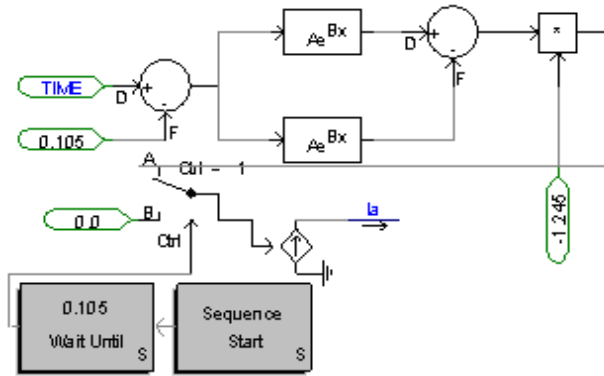 Ae Bx
D + -
F
*
TIME
D + -
0.105
F
Ae Bx
A
Ctrl = 1
0.0
B
Ctrl
Ia
-1.245
0.105
Wait Until
S
Sequence
Start
S